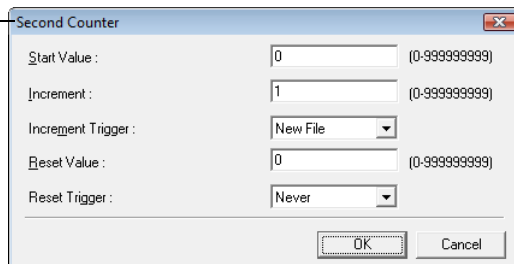 Second Counter
Start Value : 0 (0-999999999)
Increment : 1 (0-999999999)
Increment Trigger : New File
Reset Value : 0 (0-999999999)
Reset Trigger : Never
OK Cancel